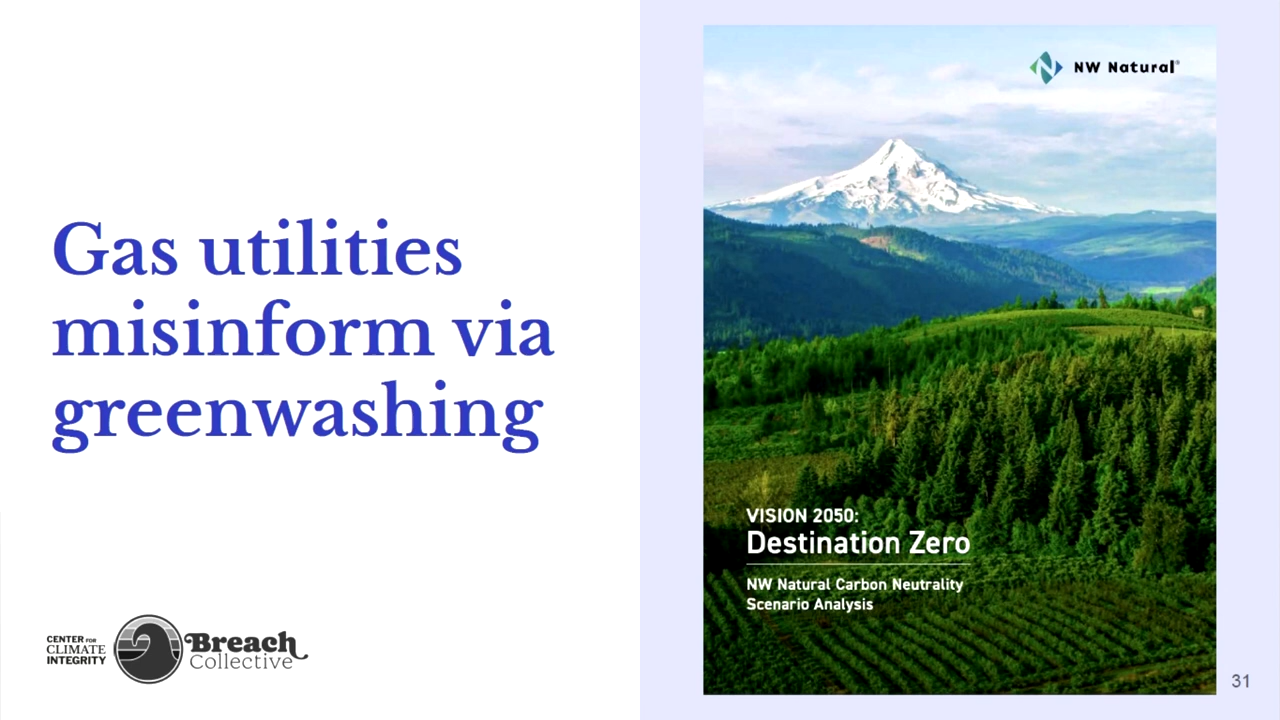 Gas utilities
misinform via
greenwashing
CENTER FOR
CLIMATE
INTEGRITY
Breach
Collective
NW Natural®
VISION 2050:
Destination Zero
NW Natural Carbon Neutrality
Scenario Analysis
31